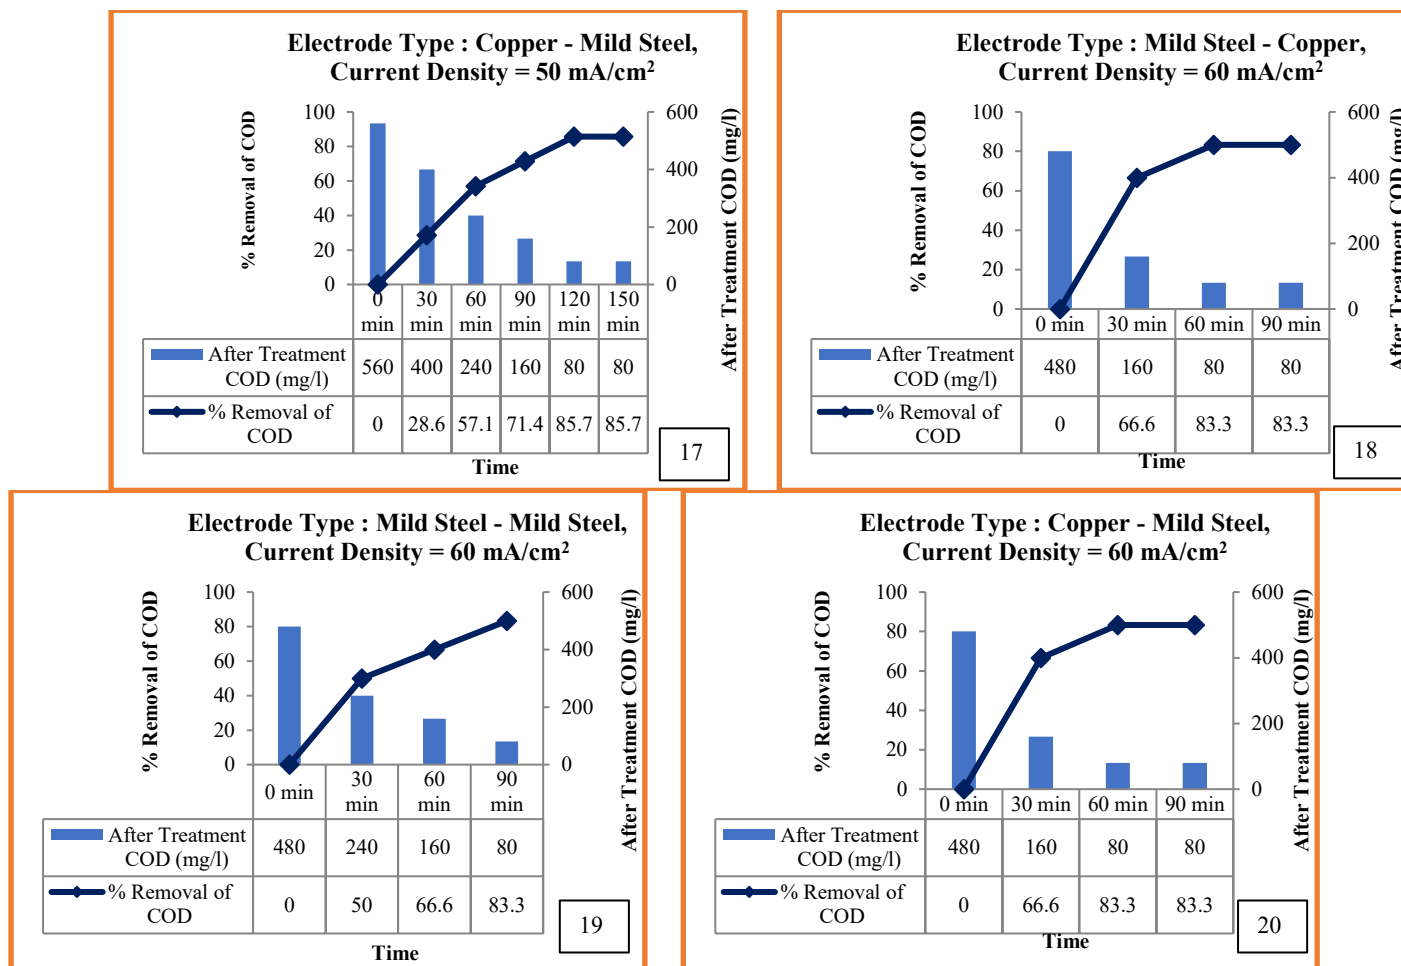 Electrode Type : Copper - Mild Steel,
Current Density = 50 mA/cm²
% Removal of COD
100
80
60
40
20
0
600
400
200
0
After Treatment COD (mg/l)
0 min
30 min
60 min
90 min
120 min
150 min
After Treatment COD (mg/l) 560 400 240 160 80 80
% Removal of COD 0 28.6 57.1 71.4 85.7 85.7
Time
17
Electrode Type : Mild Steel - Copper,
Current Density = 60 mA/cm²
% Removal of COD
100
80
60
40
20
0
600
400
200
0
After Treatment COD (mg/l)
0 min 30 min 60 min 90 min
After Treatment COD (mg/l) 480 160 80 80
% Removal of COD 0 66.6 83.3 83.3
Time
18
Electrode Type : Mild Steel - Mild Steel,
Current Density = 60 mA/cm²
% Removal of COD
100
80
60
40
20
0
600
400
200
0
After Treatment COD (mg/l)
0 min
30 min
60 min
90 min
After Treatment COD (mg/l) 480 240 160 80
% Removal of COD 0 50 66.6 83.3
Time
19
Electrode Type : Copper - Mild Steel,
Current Density = 60 mA/cm²
% Removal of COD
100
80
60
40
20
0
600
400
200
0
After Treatment COD (mg/l)
0 min 30 min 60 min 90 min
After Treatment COD (mg/l) 480 160 80 80
% Removal of COD 0 66.6 83.3 83.3
Time
20